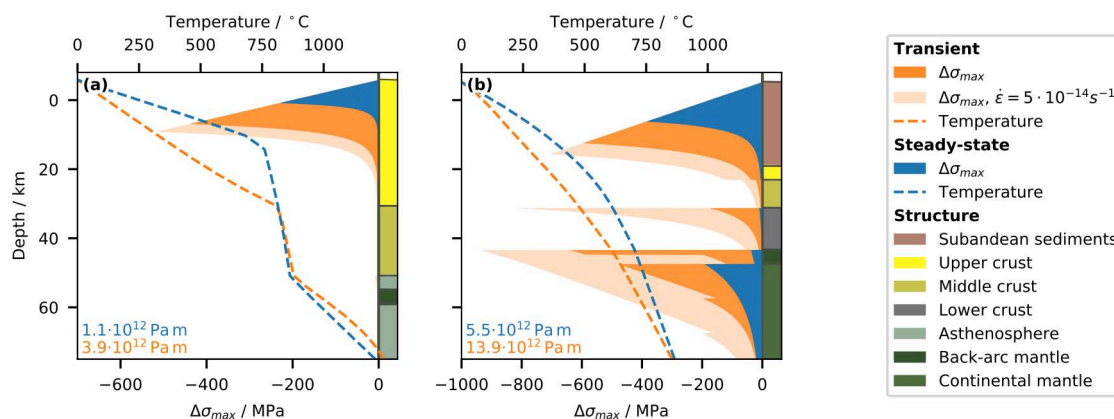 Temperature / °C
0 250 500 750 1000
(a)
0
20
40
60
Depth / km
1.1·10¹² Pa m
3.9·10¹² Pa m
−600 −400 −200 0
Δσmax / MPa
Temperature / °C
0 250 500 750 1000
(b)
5.5·10¹² Pa m
13.9·10¹² Pa m
−1000 −800 −600 −400 −200 0
Δσmax / MPa
Transient
Δσmax
Δσmax, ε̇ = 5 · 10⁻¹⁴s⁻¹
Temperature
Steady-state
Δσmax
Temperature
Structure
Subandean sediments
Upper crust
Middle crust
Lower crust
Asthenosphere
Back-arc mantle
Continental mantle